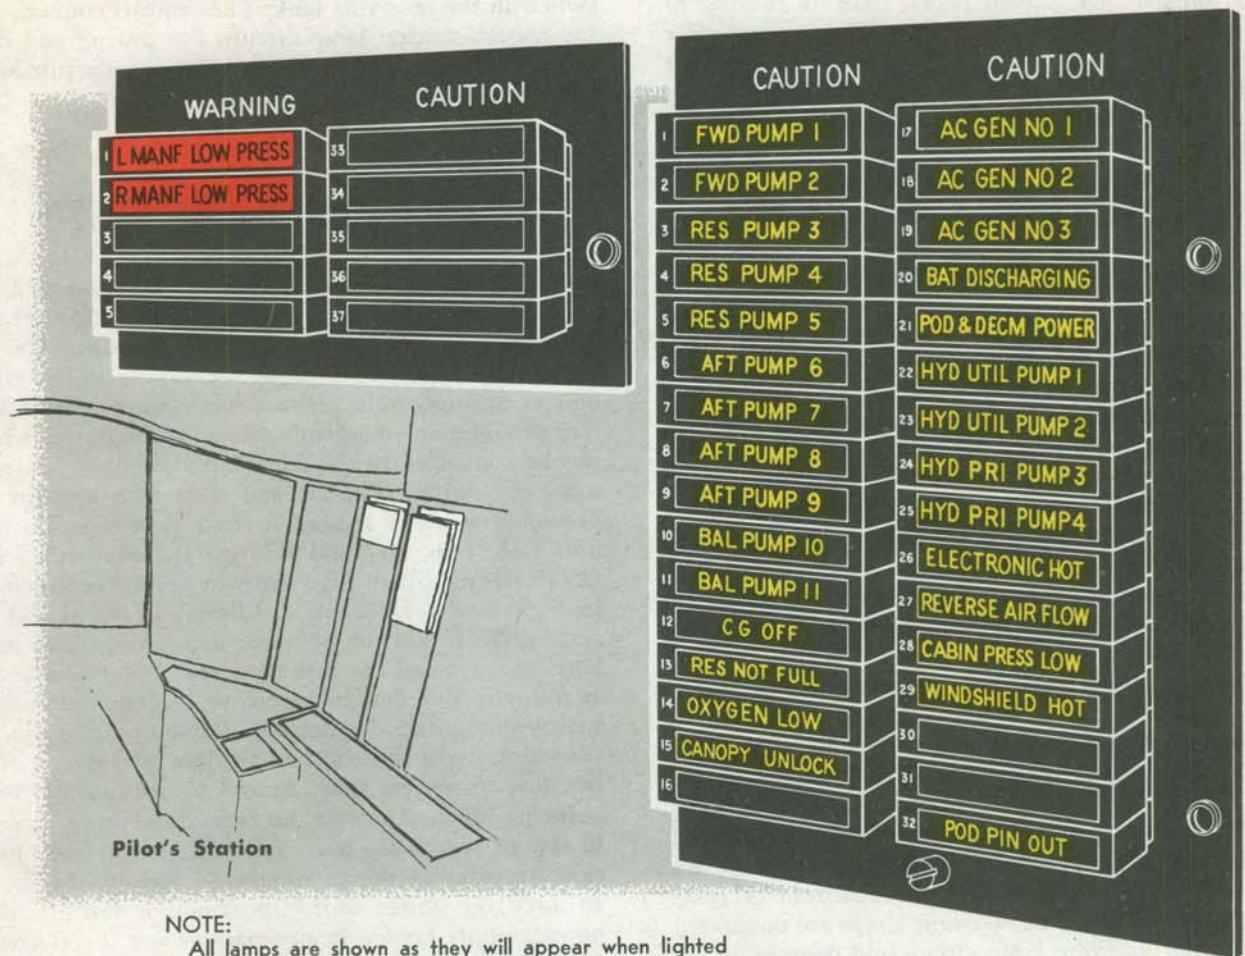 WARNING
CAUTION
1 L MANF LOW PRESS
2 R MANF LOW PRESS
3
4
5
33
34
35
36
37
CAUTION
1 FWD PUMP 1
2 FWD PUMP 2
3 RES PUMP 3
4 RES PUMP 4
5 RES PUMP 5
6 AFT PUMP 6
7 AFT PUMP 7
8 AFT PUMP 8
9 AFT PUMP 9
10 BAL PUMP 10
11 BAL PUMP 11
12 C G OFF
13 RES NOT FULL
14 OXYGEN LOW
15 CANOPY UNLOCK
16
CAUTION
17 AC GEN NO 1
18 AC GEN NO 2
19 AC GEN NO 3
20 BAT DISCHARGING
21 POD & DECM POWER
22 HYD UTIL PUMP 1
23 HYD UTIL PUMP 2
24 HYD PRI PUMP 3
25 HYD PRI PUMP 4
26 ELECTRONIC HOT
27 REVERSE AIR FLOW
28 CABIN PRESS LOW
29 WINDSHIELD HOT
30
31
32 POD PIN OUT
Pilot's Station
NOTE:
All lamps are shown as they will appear when lighted